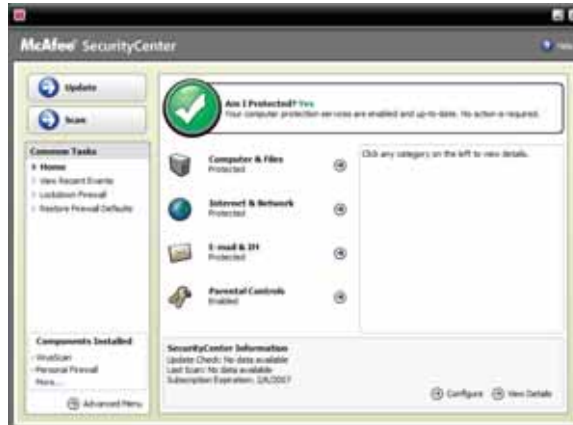 McAfee SecurityCenter
Help
Update
Scan
Common Tasks
Home
View Recent Events
Lockdown Firewall
Restore Firewall Defaults
Components Installed
VirusScan
Personal Firewall
More...
Advanced Menu
Am I Protected? Yes
Your computer protection services are enabled and up-to-date. No action is required.
Computer & Files
Protected
Internet & Network
Protected
E-mail & IM
Protected
Parental Controls
Enabled
Click any category on the left to view details.
SecurityCenter Information
Update Check: No data available
Last Scan: No data available
Subscription Expiration: 2/6/2007
Configure
View Details